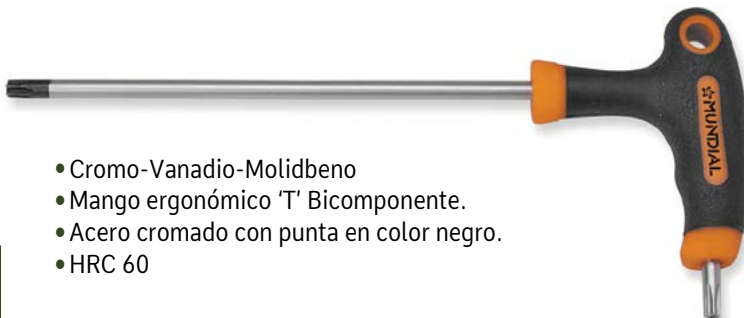 ☆MUNDIAL
• Cromo-Vanadio-Molidbeno
• Mango ergonómico ‘T’ Bicomponente.
• Acero cromado con punta en color negro.
• HRC 60